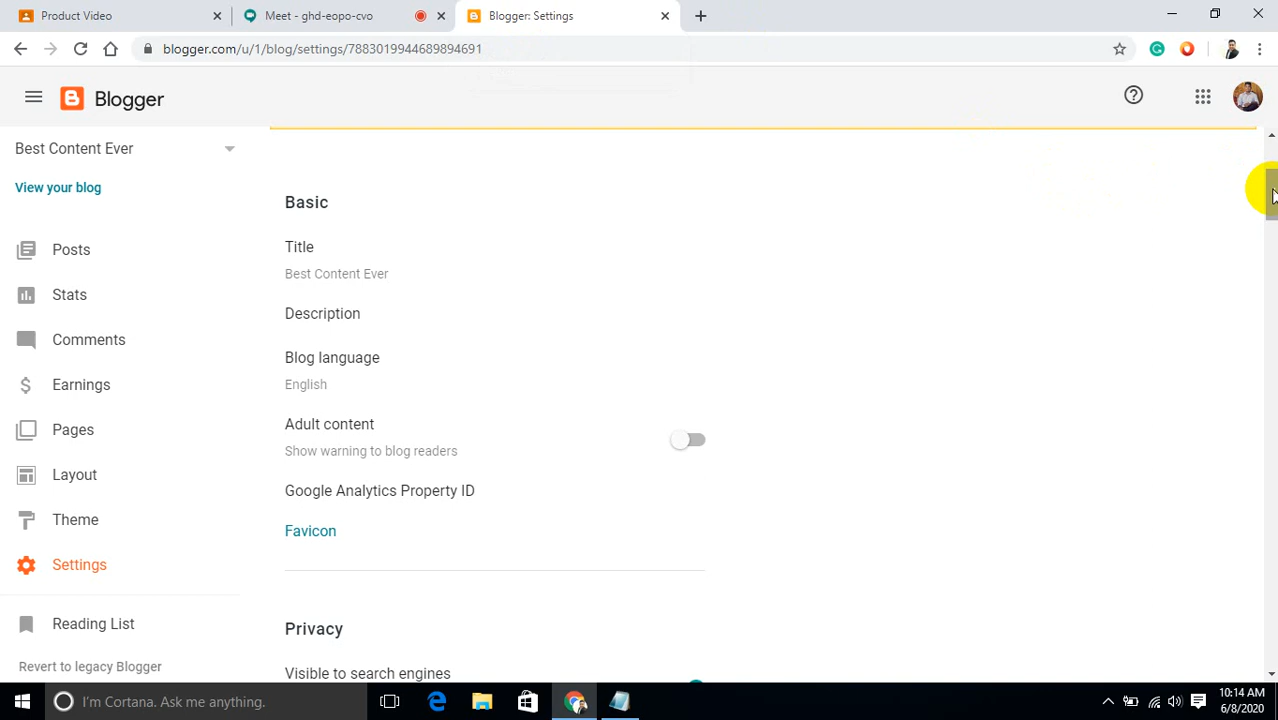 Product Video
Meet - ghd-eopo-cvo
Blogger: Settings
blogger.com/u/1/blog/settings/7883019944689894691
Blogger
Best Content Ever
View your blog
Posts
Stats
Comments
Earnings
Pages
Layout
Theme
Settings
Reading List
Revert to legacy Blogger
Basic
Title
Best Content Ever
Description
Blog language
English
Adult content
Show warning to blog readers
Google Analytics Property ID
Favicon
Privacy
Visible to search engines
I'm Cortana. Ask me anything.
10:14 AM
6/8/2020